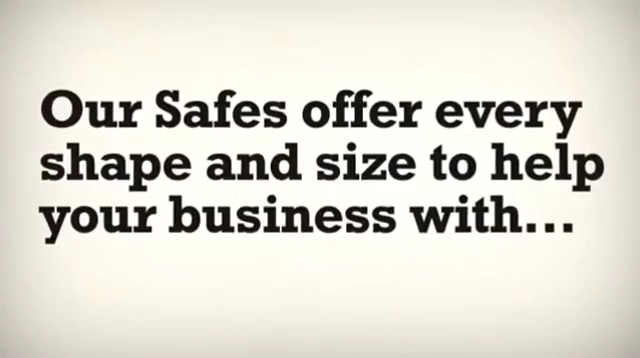 Our Safes offer every
shape and size to help
your business with...